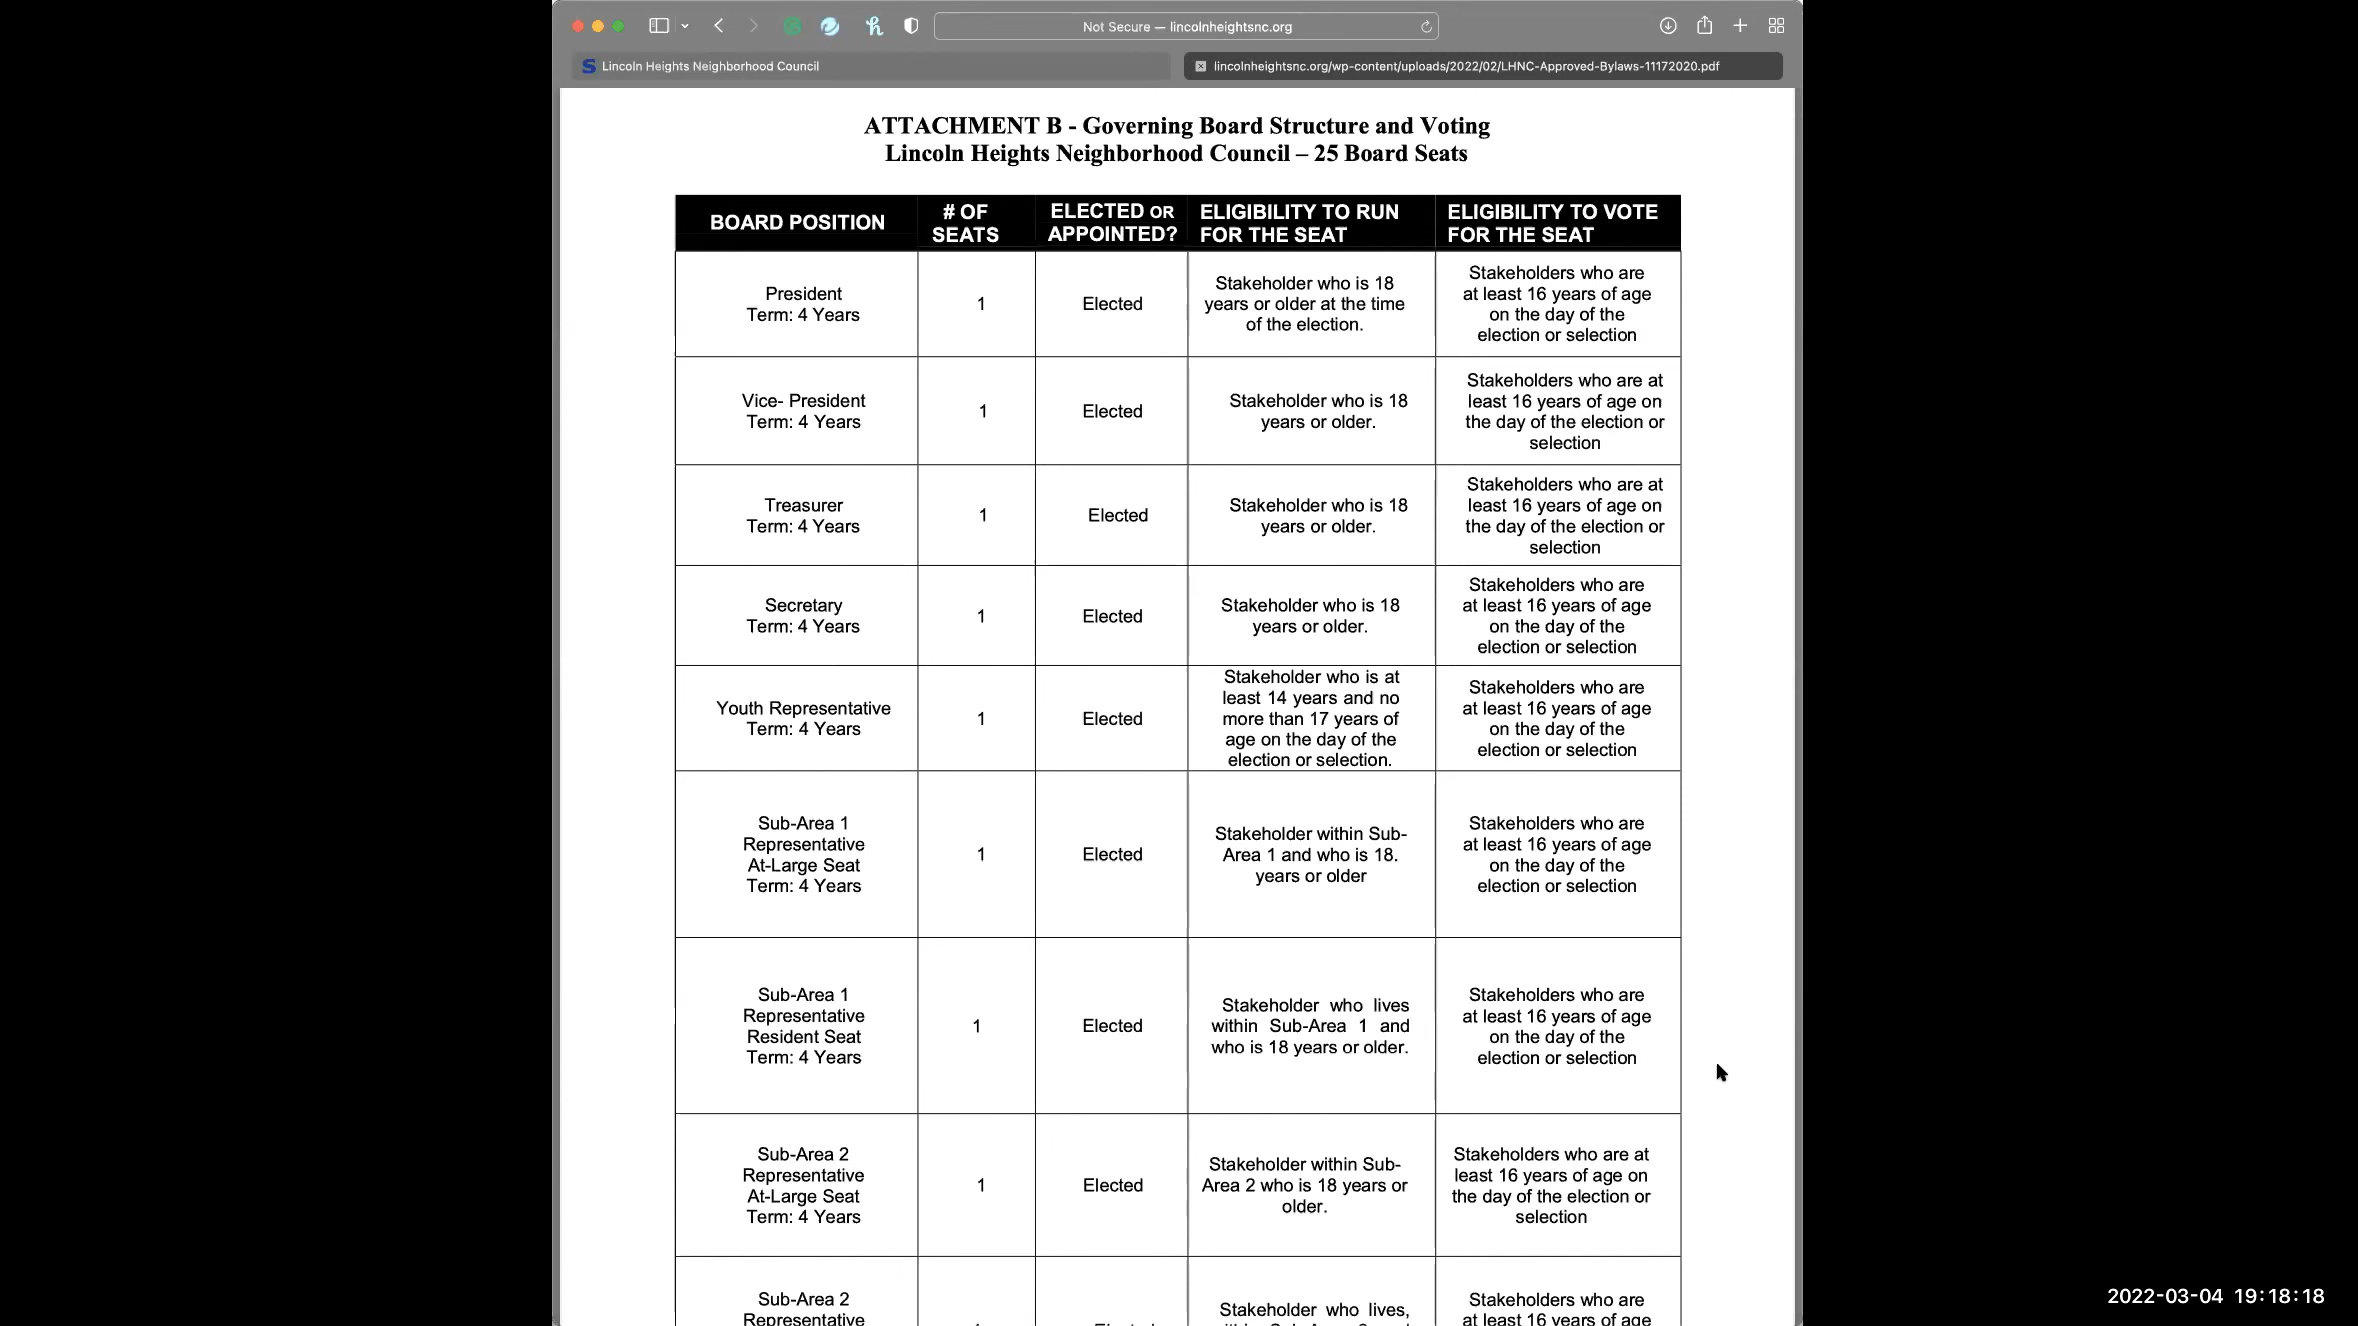 Not Secure — lincolnheightsnc.org
Lincoln Heights Neighborhood Council
lincolnheightsnc.org/wp-content/uploads/2022/02/LHNC-Approved-Bylaws-11172020.pdf
ATTACHMENT B - Governing Board Structure and Voting
Lincoln Heights Neighborhood Council – 25 Board Seats
BOARD POSITION
# OF
SEATS
ELECTED OR
APPOINTED?
ELIGIBILITY TO RUN
FOR THE SEAT
ELIGIBILITY TO VOTE
FOR THE SEAT
President
Term: 4 Years
1
Elected
Stakeholder who is 18
years or older at the time
of the election.
Stakeholders who are
at least 16 years of age
on the day of the
election or selection
Vice- President
Term: 4 Years
1
Elected
Stakeholder who is 18
years or older.
Stakeholders who are at
least 16 years of age on
the day of the election or
selection
Treasurer
Term: 4 Years
1
Elected
Stakeholder who is 18
years or older.
Stakeholders who are at
least 16 years of age on
the day of the election or
selection
Secretary
Term: 4 Years
1
Elected
Stakeholder who is 18
years or older.
Stakeholders who are
at least 16 years of age
on the day of the
election or selection
Youth Representative
Term: 4 Years
1
Elected
Stakeholder who is at
least 14 years and no
more than 17 years of
age on the day of the
election or selection.
Stakeholders who are
at least 16 years of age
on the day of the
election or selection
Sub-Area 1
Representative
At-Large Seat
Term: 4 Years
1
Elected
Stakeholder within Sub-
Area 1 and who is 18.
years or older
Stakeholders who are
at least 16 years of age
on the day of the
election or selection
Sub-Area 1
Representative
Resident Seat
Term: 4 Years
1
Elected
Stakeholder who lives
within Sub-Area 1 and
who is 18 years or older.
Stakeholders who are
at least 16 years of age
on the day of the
election or selection
Sub-Area 2
Representative
At-Large Seat
Term: 4 Years
1
Elected
Stakeholder within Sub-
Area 2 who is 18 years or
older.
Stakeholders who are at
least 16 years of age on
the day of the election or
selection
Sub-Area 2
Representative
Stakeholder who lives,
Stakeholders who are
at least 16 years of age
2022-03-04 19:18:18